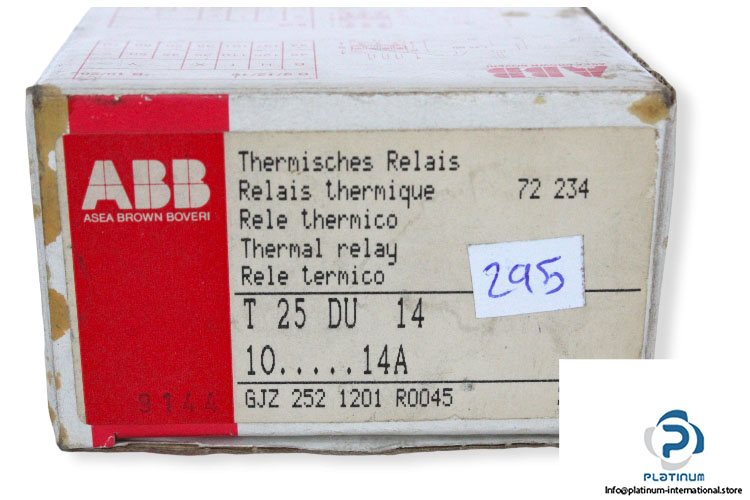 ABB
ABB
ASEA BROWN BOVERI
Thermisches Relais
Relais thermique 72 234
Rele thermico
Thermal relay
Rele termico
295
T 25 DU 14
10.....14A
GJZ 252 1201 R0045
9144
PLATINUM
Info@platinum-international.store